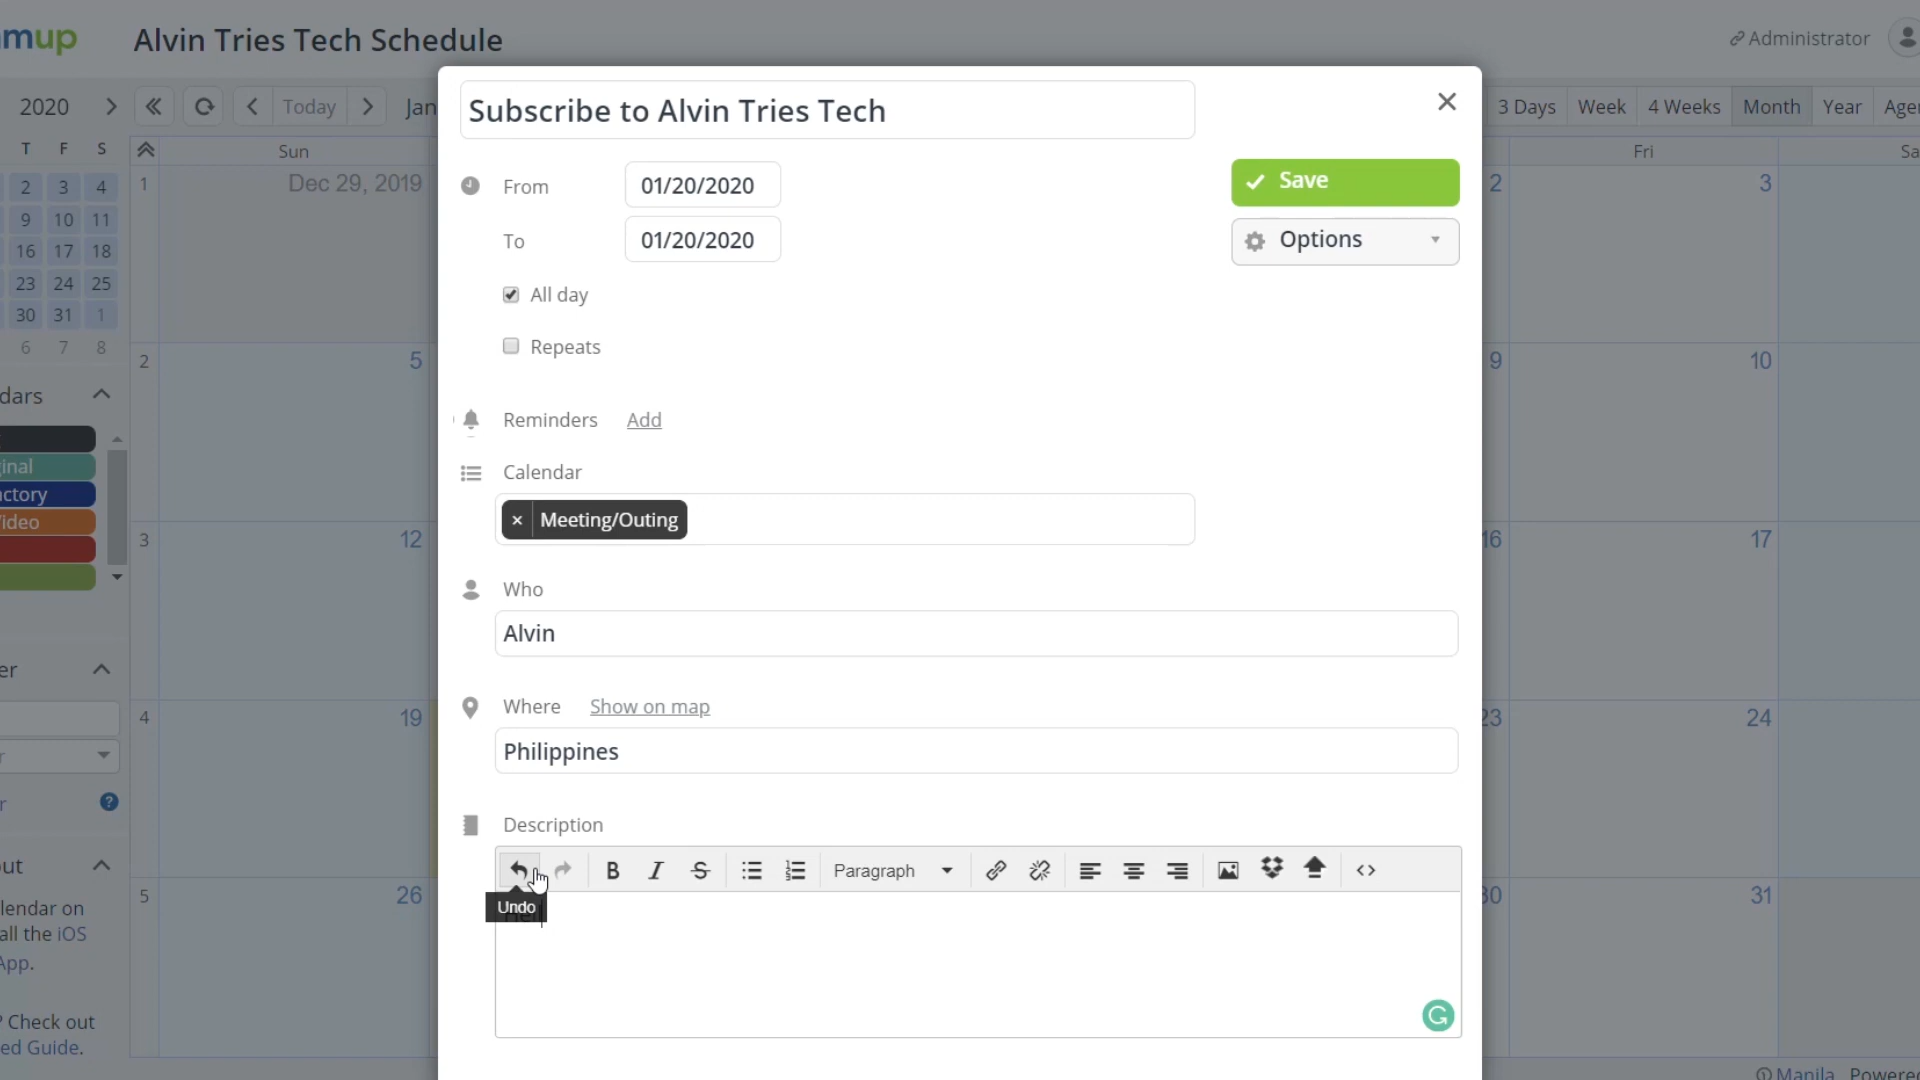 mup
Alvin Tries Tech Schedule
Administrator
2020
Today
Jan
3 Days
Week
4 Weeks
Month
Year
Age
T F S
2 3 4
9 10 11
16 17 18
23 24 25
30 31 1
6 7 8
Sun
Fri
Sa
1
Dec 29, 2019
2
3
2
5
9
10
3
12
16
17
4
19
23
24
5
26
30
31
dars
inal
actory
ideo
er
out
lendar on
all the iOS
App.
? Check out
ed Guide.
Subscribe to Alvin Tries Tech
From
01/20/2020
To
01/20/2020
All day
Repeats
Save
Options
Reminders
Add
Calendar
× Meeting/Outing
Who
Alvin
Where
Show on map
Philippines
Description
B I S
Paragraph
Undo
Manila
Powered